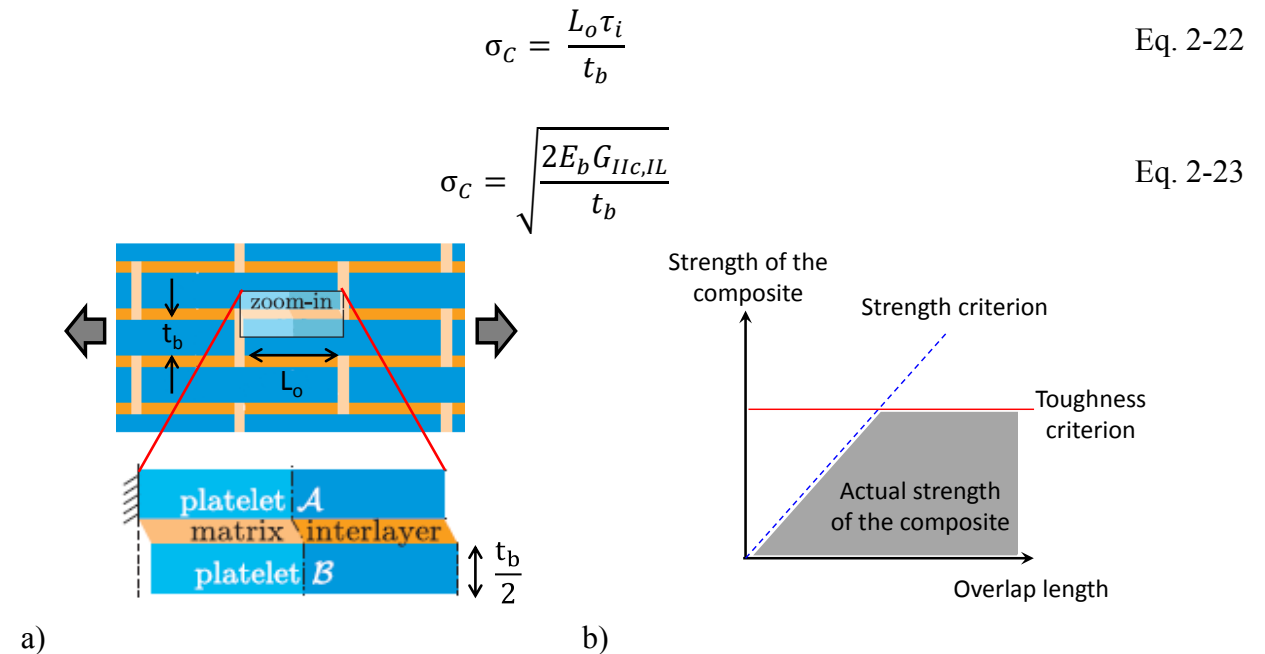 σ_C = L_o τ_i / t_b Eq. 2-22
σ_C = √(2E_b G_{IIc,IL} / t_b) Eq. 2-23
zoom-in
t_b
L_o
platelet A
matrix interlayer
platelet B
t_b / 2
a)
Strength of the
composite
Strength criterion
Toughness
criterion
Actual strength
of the composite
Overlap length
b)